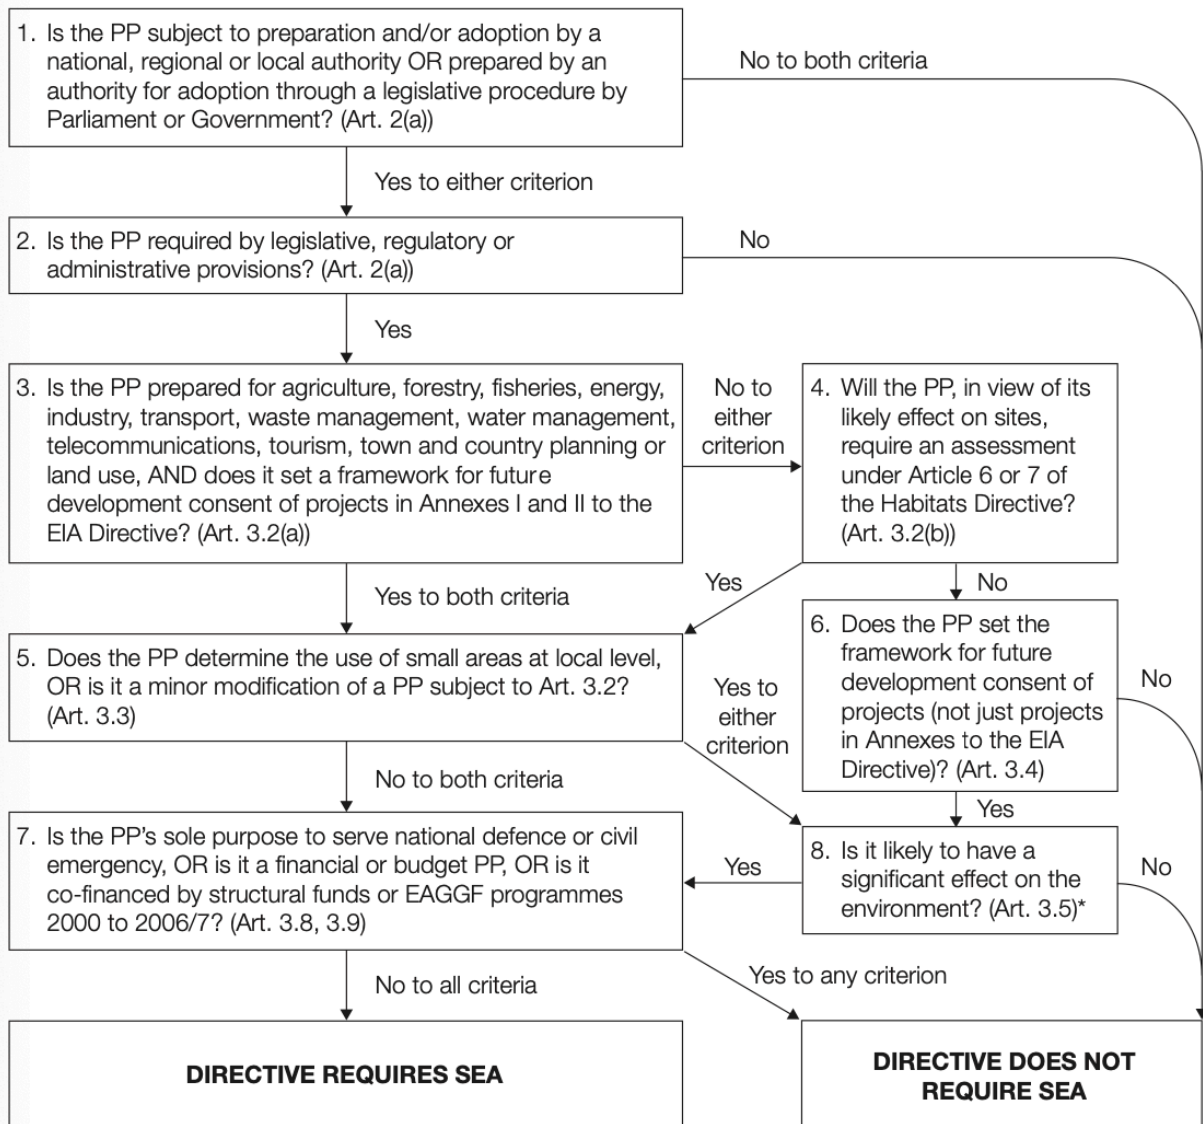 1. Is the PP subject to preparation and/or adoption by a
national, regional or local authority OR prepared by an
authority for adoption through a legislative procedure by
Parliament or Government? (Art. 2(a))
No to both criteria
Yes to either criterion
2. Is the PP required by legislative, regulatory or
administrative provisions? (Art. 2(a))
No
Yes
3. Is the PP prepared for agriculture, forestry, fisheries, energy,
industry, transport, waste management, water management,
telecommunications, tourism, town and country planning or
land use, AND does it set a framework for future
development consent of projects in Annexes I and II to the
EIA Directive? (Art. 3.2(a))
No to
either
criterion
4. Will the PP, in view of its
likely effect on sites,
require an assessment
under Article 6 or 7 of
the Habitats Directive?
(Art. 3.2(b))
Yes to both criteria
Yes
No
5. Does the PP determine the use of small areas at local level,
OR is it a minor modification of a PP subject to Art. 3.2?
(Art. 3.3)
Yes to
either
criterion
6. Does the PP set the
framework for future
development consent of
projects (not just projects
in Annexes to the EIA
Directive)? (Art. 3.4)
No
No to both criteria
Yes
7. Is the PP's sole purpose to serve national defence or civil
emergency, OR is it a financial or budget PP, OR is it
co-financed by structural funds or EAGGF programmes
2000 to 2006/7? (Art. 3.8, 3.9)
Yes
8. Is it likely to have a
significant effect on the
environment? (Art. 3.5)*
No
No to all criteria
Yes to any criterion
DIRECTIVE REQUIRES SEA
DIRECTIVE DOES NOT
REQUIRE SEA